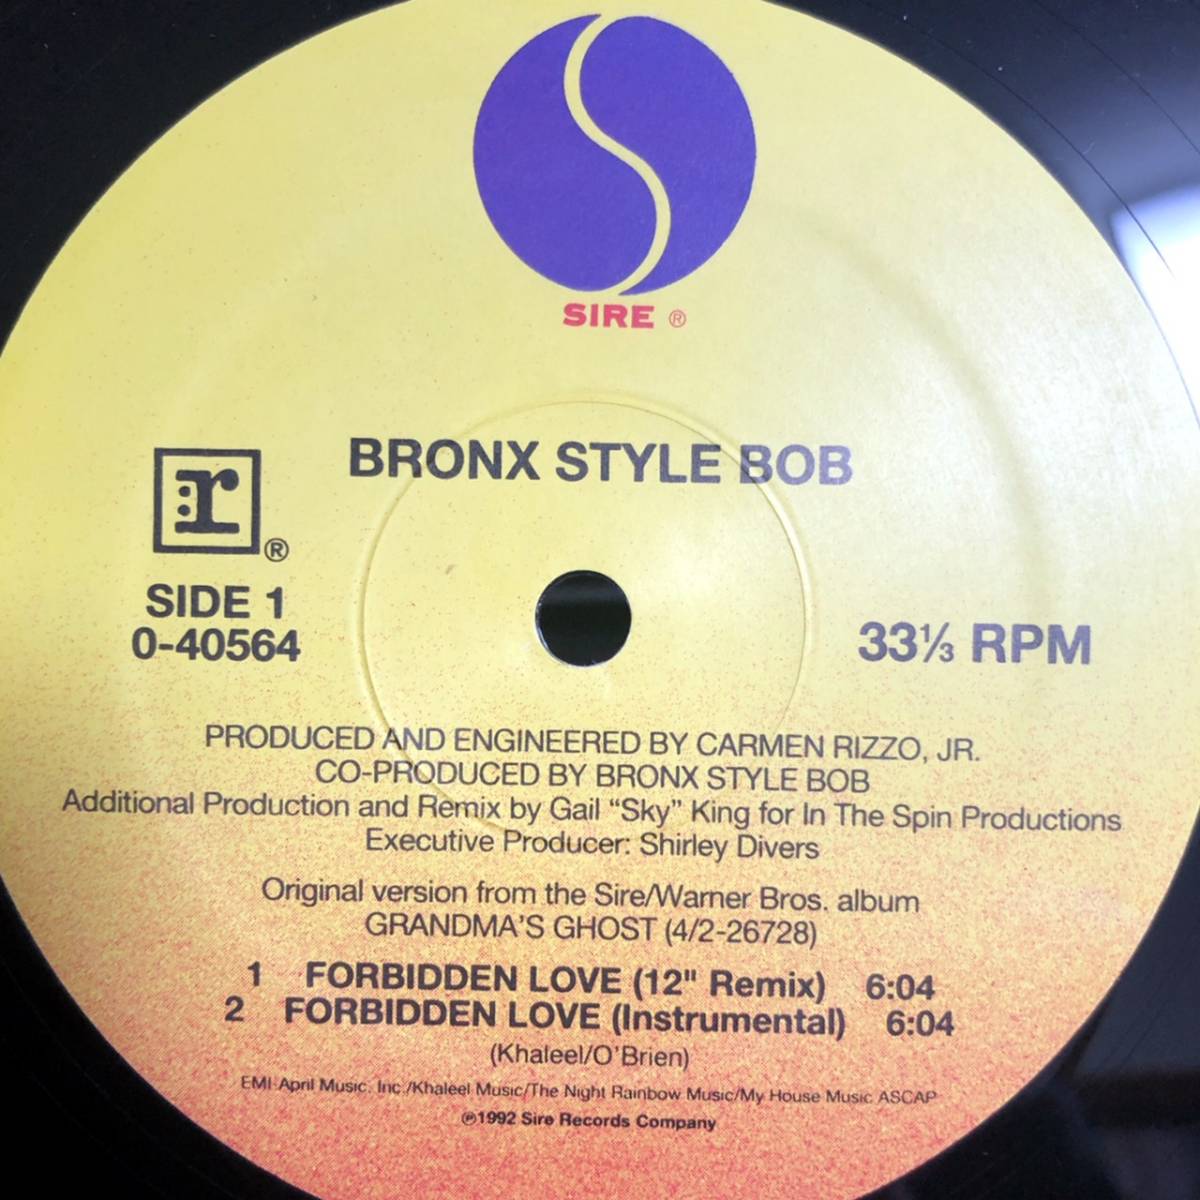 SIRE ®
BRONX STYLE BOB
r ®
SIDE 1
0-40564
33⅓ RPM
PRODUCED AND ENGINEERED BY CARMEN RIZZO, JR.
CO-PRODUCED BY BRONX STYLE BOB
Additional Production and Remix by Gail “Sky” King for In The Spin Productions
Executive Producer: Shirley Divers
Original version from the Sire/Warner Bros. album
GRANDMA'S GHOST (4/2-26728)
1 FORBIDDEN LOVE (12" Remix) 6:04
2 FORBIDDEN LOVE (Instrumental) 6:04
(Khaleel/O'Brien)
EMI-April Music, Inc./Khaleel Music/The Night Rainbow Music/My House Music ASCAP
℗1992 Sire Records Company